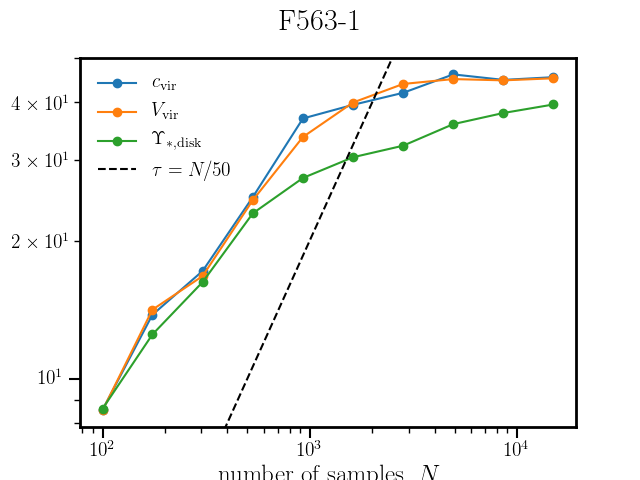 F563-1
c_vir
V_vir
Υ_*,disk
τ = N/50
4 × 10^1
3 × 10^1
2 × 10^1
10^1
10^2 10^3 10^4
number of samples N